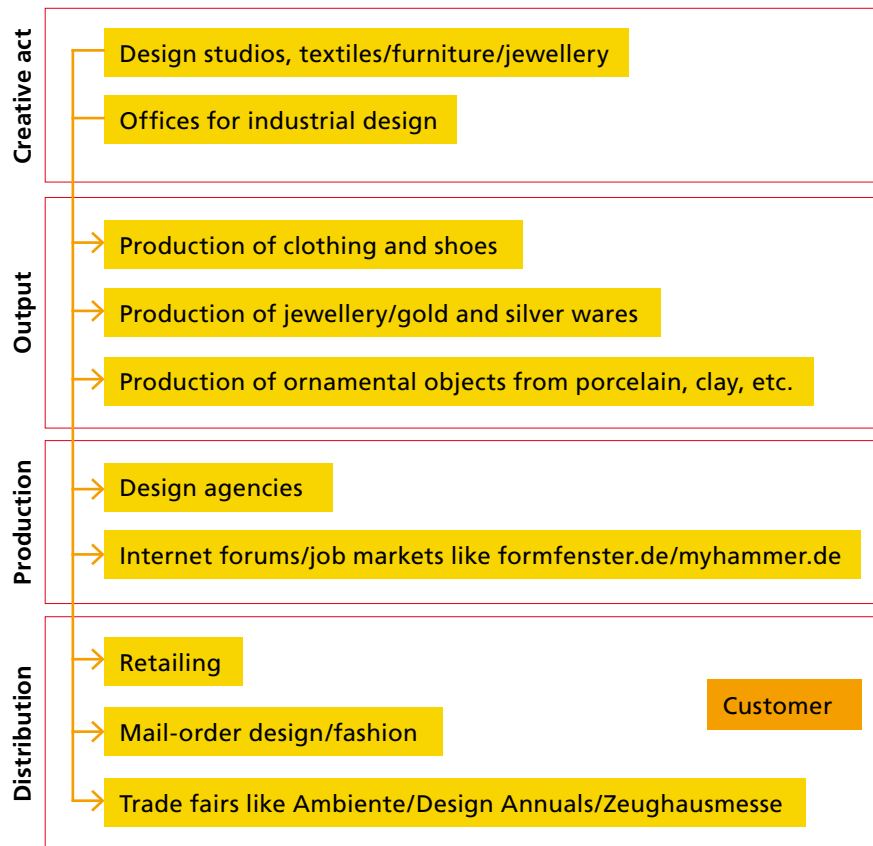 Creative act
Design studios, textiles/furniture/jewellery
Offices for industrial design
Output
Production of clothing and shoes
Production of jewellery/gold and silver wares
Production of ornamental objects from porcelain, clay, etc.
Production
Design agencies
Internet forums/job markets like formfenster.de/myhammer.de
Distribution
Retailing
Customer
Mail-order design/fashion
Trade fairs like Ambiente/Design Annuals/Zeughausmesse